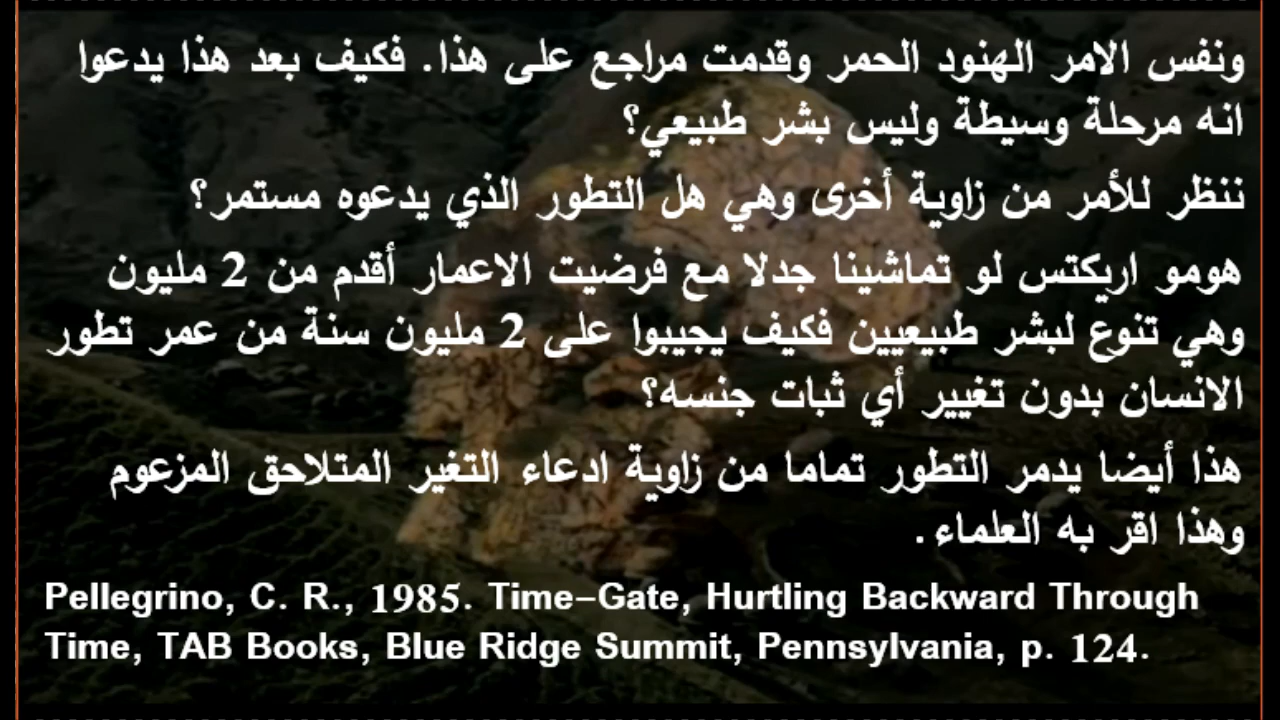 ونفس الامر الهنود الحمر وقدمت مراجع على هذا. فكيف بعد هذا يدعوا
انه مرحلة وسيطة وليس بشر طبيعي؟
ننظر للأمر من زاوية أخرى وهي هل التطور الذي يدعوه مستمر؟
هومو اريكتس لو تماشينا جدلا مع فرضيت الاعمار أقدم من 2 مليون
وهي تنوع لبشر طبيعيين فكيف يجيبوا على 2 مليون سنة من عمر تطور
الانسان بدون تغيير أي ثبات جنسه؟
هذا أيضا يدمر التطور تماما من زاوية ادعاء التغير المتلاحق المزعوم
وهذا اقر به العلماء.
Pellegrino, C. R., 1985. Time–Gate, Hurtling Backward Through
Time, TAB Books, Blue Ridge Summit, Pennsylvania, p. 124.